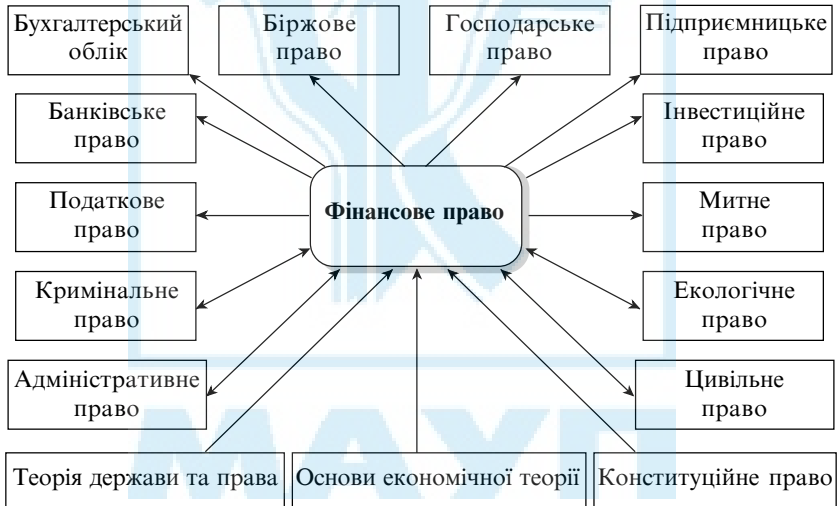 Бухгалтерський
облік
Біржове
право
Господарське
право
Підприємницьке
право
Банківське
право
Інвестиційне
право
Податкове
право
Фінансове право
Митне
право
Кримінальне
право
Екологічне
право
Адміністративне
право
Цивільне
право
Теорія держави та права
Основи економічної теорії
Конституційне право
МАУП